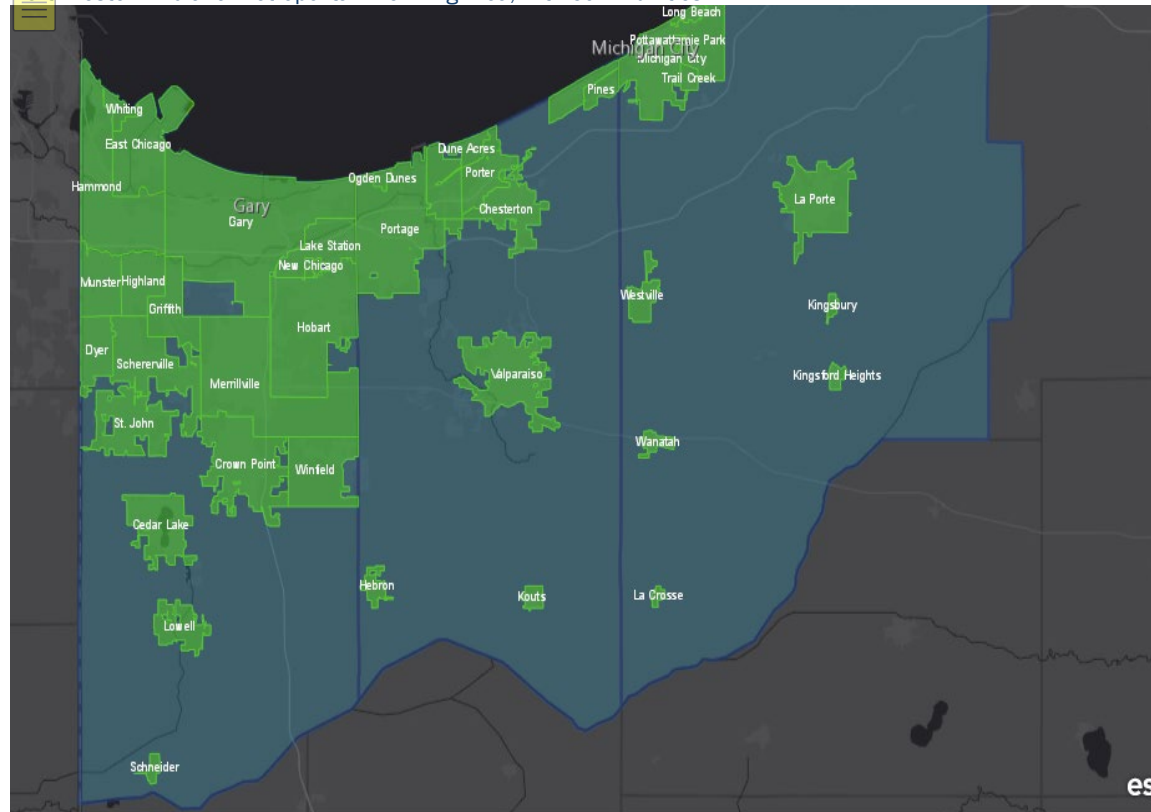 Long Beach
Pottawattamie Park
Michigan City
Michigan City
Trail Creek
Pines
Whiting
East Chicago
Dune Acres
Ogden Dunes
Porter
Hammond
La Porte
Gary
Chesterton
Gary
Portage
Lake Station
New Chicago
Munster
Highland
Westville
Griffith
Kingsbury
Hobart
Dyer
Schererville
Valparaiso
Kingsford Heights
Merrillville
St. John
Wanatah
Crown Point
Winfield
Cedar Lake
Hebron
Kouts
La Crosse
Lowell
Schneider
es